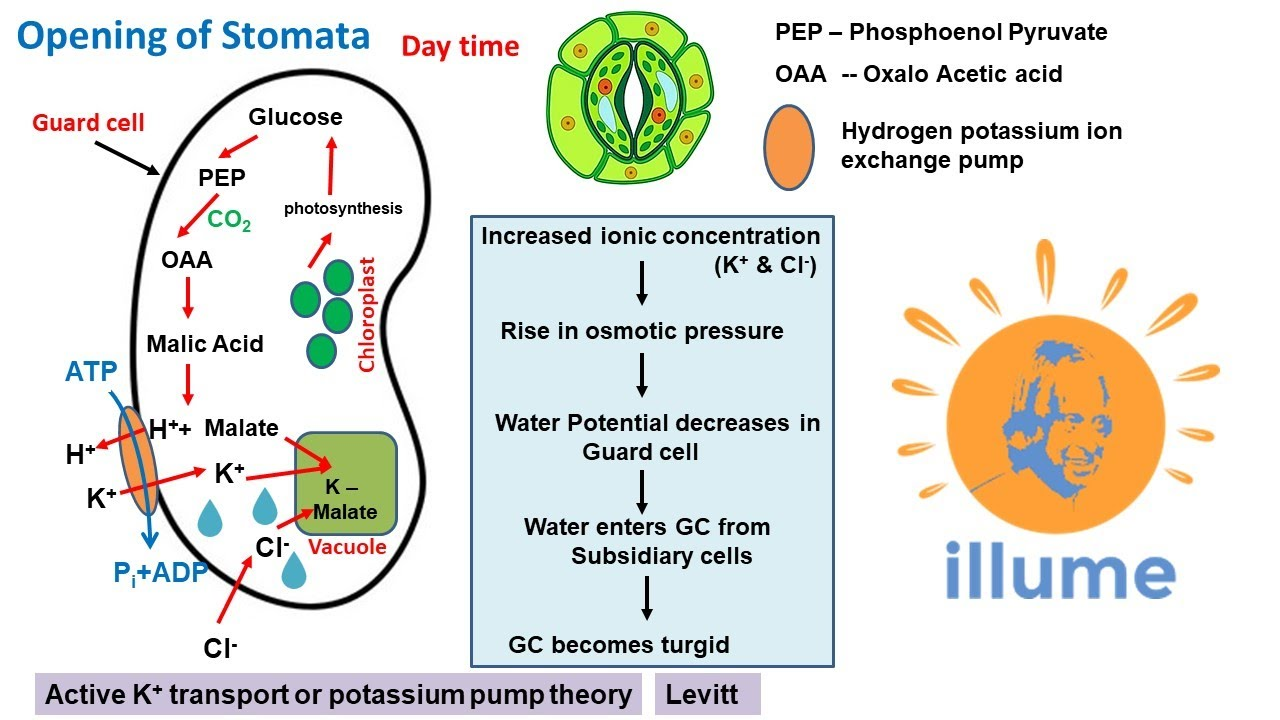 Opening of Stomata
Day time
PEP – Phosphoenol Pyruvate
OAA -- Oxalo Acetic acid
Hydrogen potassium ion
exchange pump
Guard cell
Glucose
PEP
CO₂
photosynthesis
OAA
Chloroplast
Malic Acid
ATP
H⁺+ Malate
H⁺
K⁺
K⁺
K –
Malate
Cl⁻
Vacuole
Pᵢ+ADP
Cl⁻
Increased ionic concentration
(K⁺ & Cl⁻)
Rise in osmotic pressure
Water Potential decreases in
Guard cell
Water enters GC from
Subsidiary cells
GC becomes turgid
illume
Active K⁺ transport or potassium pump theory
Levitt